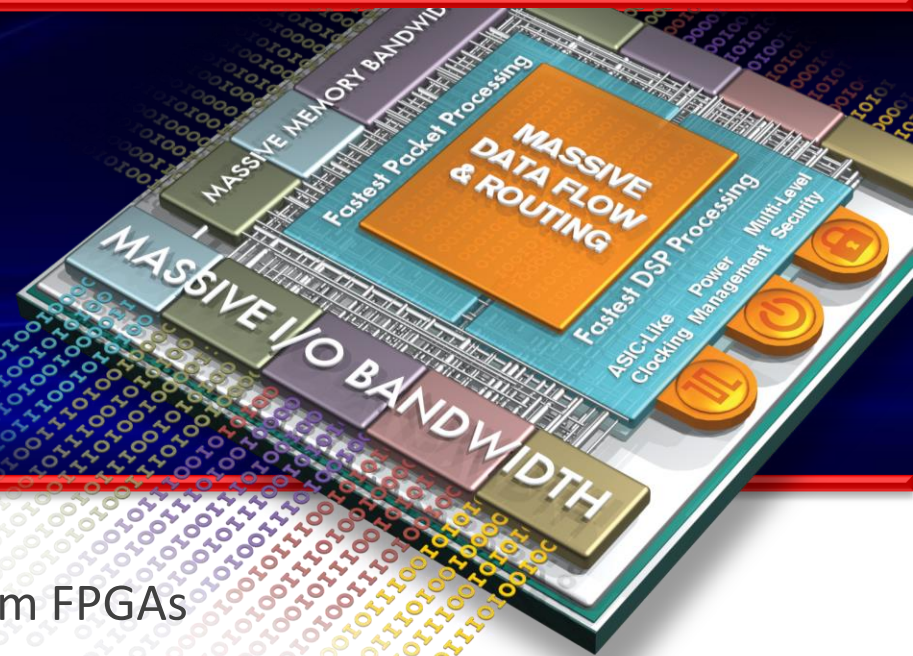 MASSIVE MEMORY
MASSIVE I/O BANDWIDTH
Fastest Packet Processing
MASSIVE
DATA FLOW
& ROUTING
Fastest DSP Processing
ASIC-Like
Clocking
Power
Management
Multi-Level
Security
FPGAs